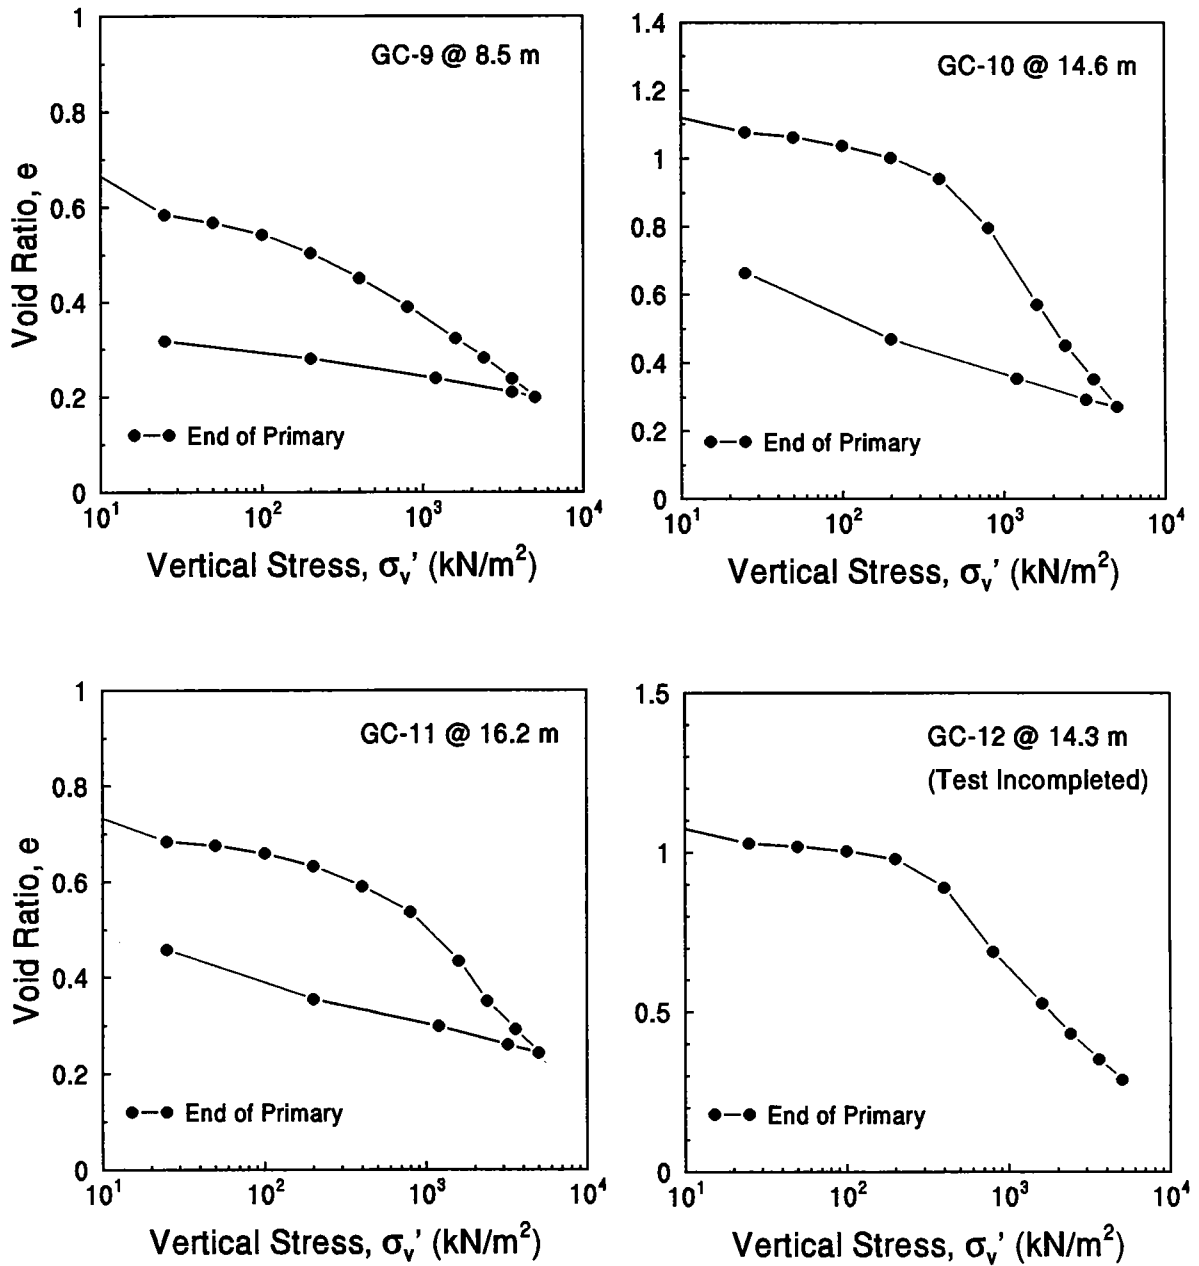 1
GC-9 @ 8.5 m
0.8
0.6
0.4
0.2
0
Void Ratio, e
End of Primary
10¹ 10² 10³ 10⁴
Vertical Stress, σᵥ' (kN/m²)
1.4
GC-10 @ 14.6 m
1.2
1
0.8
0.6
0.4
0.2
0
End of Primary
10¹ 10² 10³ 10⁴
Vertical Stress, σᵥ' (kN/m²)
1
GC-11 @ 16.2 m
0.8
0.6
0.4
0.2
0
Void Ratio, e
End of Primary
10¹ 10² 10³ 10⁴
Vertical Stress, σᵥ' (kN/m²)
1.5
GC-12 @ 14.3 m
(Test Incompleted)
1
0.5
0
End of Primary
10¹ 10² 10³ 10⁴
Vertical Stress, σᵥ' (kN/m²)